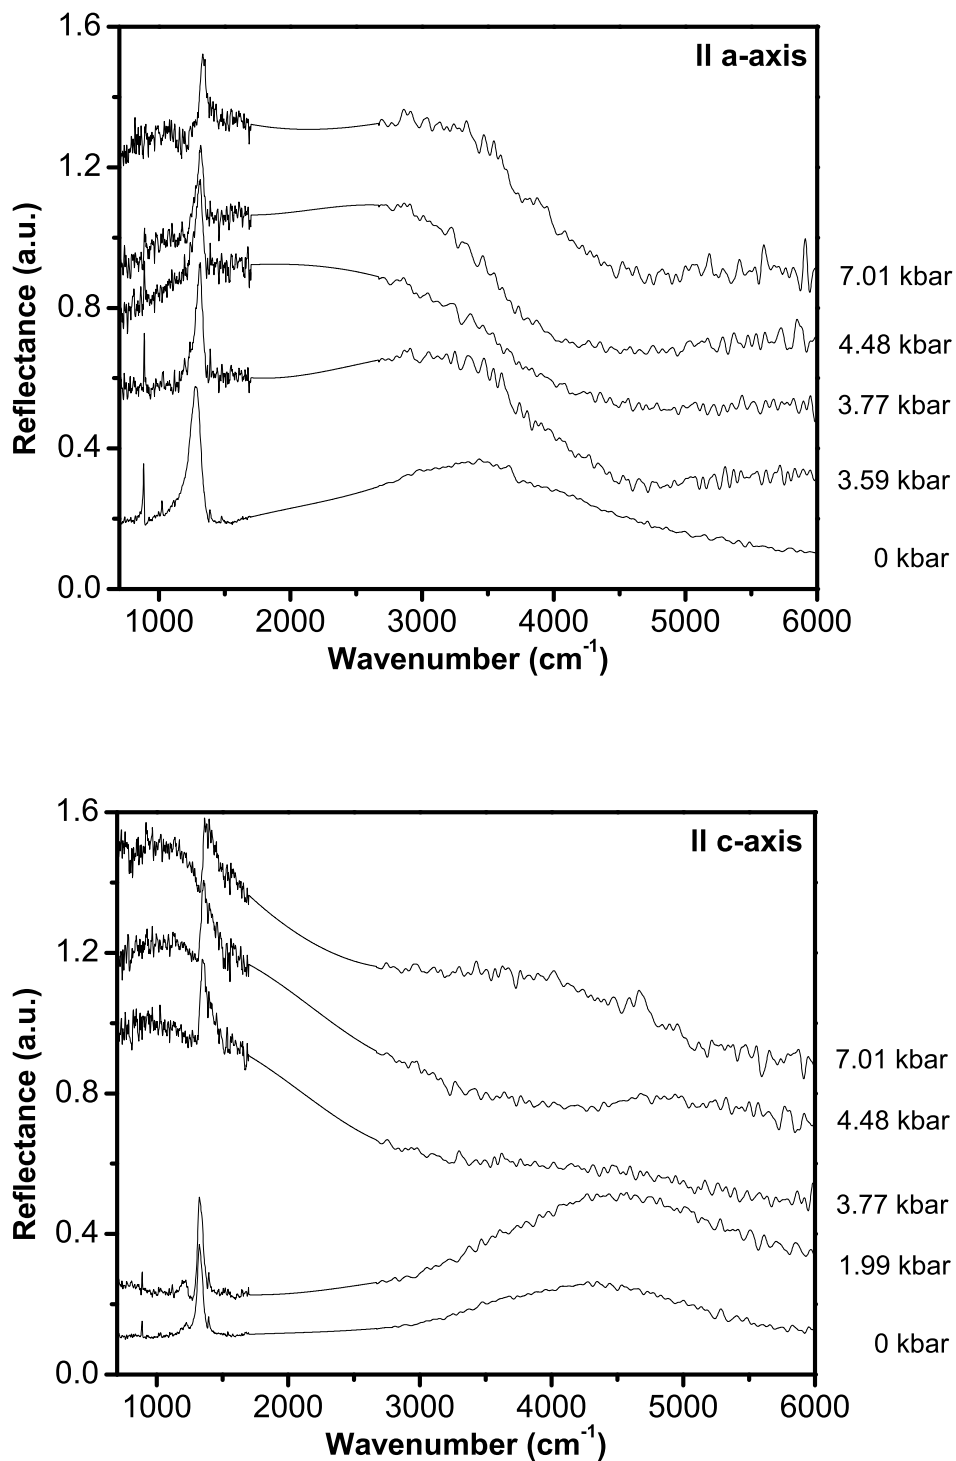 1.6
II a-axis
1.2
0.8
0.4
0.0
Reflectance (a.u.)
7.01 kbar
4.48 kbar
3.77 kbar
3.59 kbar
0 kbar
1000 2000 3000 4000 5000 6000
Wavenumber (cm⁻¹)
1.6
II c-axis
1.2
0.8
0.4
0.0
Reflectance (a.u.)
7.01 kbar
4.48 kbar
3.77 kbar
1.99 kbar
0 kbar
1000 2000 3000 4000 5000 6000
Wavenumber (cm⁻¹)